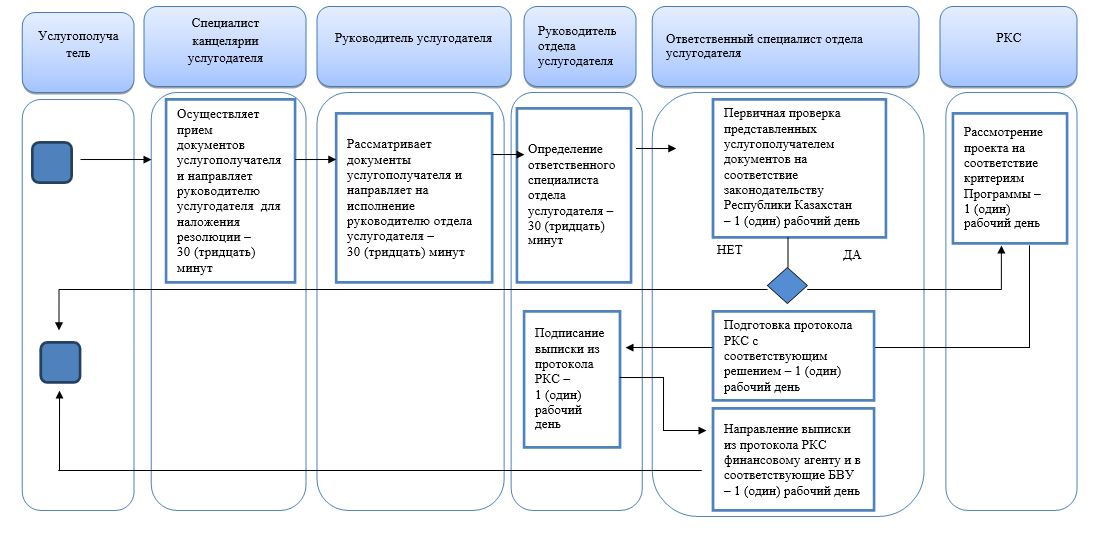 Услугополуча
тель
Специалист
канцелярии
услугодателя
Руководитель услугодателя
Руководитель
отдела
услугодателя
Ответственный специалист отдела
услугодателя
РКС
Осуществляет
прием
документов
услугополучателя
и направляет
руководителю
услугодателя для
наложения
резолюции –
30 (тридцать)
минут
Рассматривает
документы
услугополучателя и
направляет на
исполнение
руководителю отдела
услугодателя –
30 (тридцать) минут
Определение
ответственного
специалиста
отдела
услугодателя –
30 (тридцать)
минут
Первичная проверка
представленных
услугополучателем
документов на
соответствие
законодательству
Республики Казахстан
– 1 (один) рабочий день
Рассмотрение
проекта на
соответствие
критериям
Программы –
1 (один)
рабочий день
НЕТ
ДА
Подписание
выписки из
протокола
РКС –
1 (один)
рабочий
день
Подготовка протокола
РКС с
соответствующим
решением – 1 (один)
рабочий день
Направление выписки
из протокола РКС
финансовому агенту и в
соответствующие БВУ
– 1 (один) рабочий день